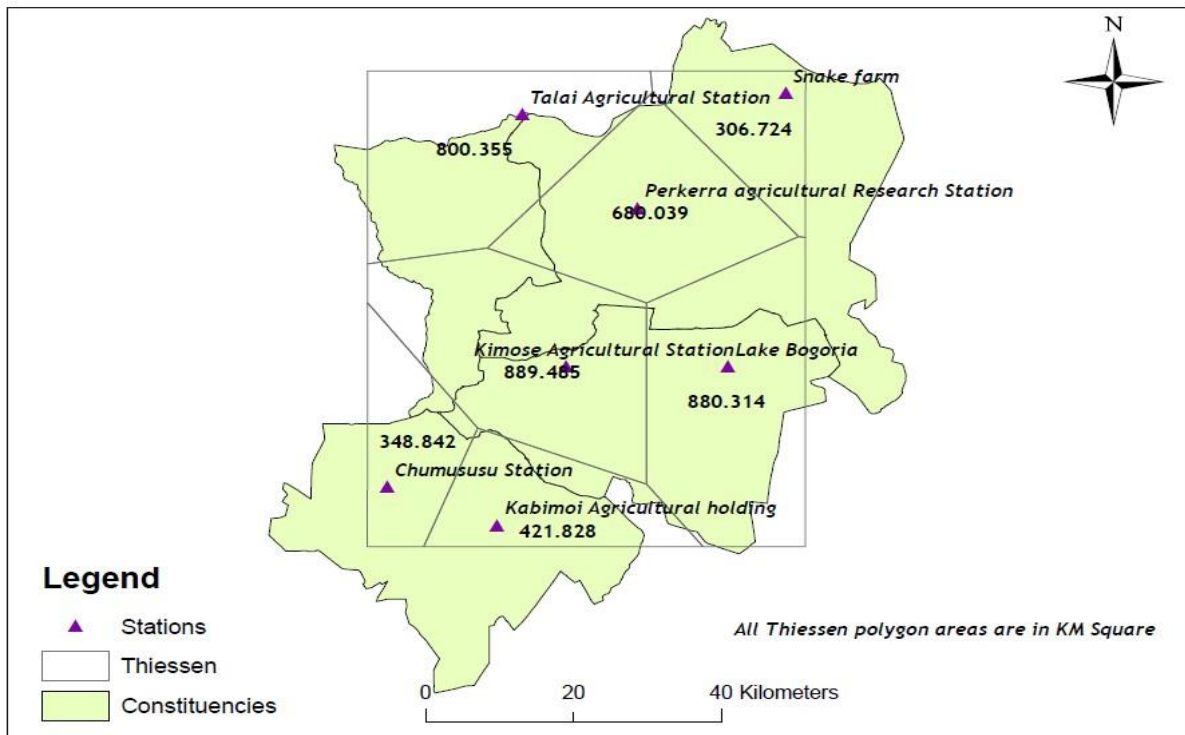 N
Snake farm
Talai Agricultural Station
306.724
800.355
Perkerra agricultural Research Station
680.039
Kimose Agricultural Station
Lake Bogoria
889.485
880.314
348.842
Chumususu Station
Kabimoi Agricultural holding
421.828
Legend
Stations
Thiessen
Constituencies
All Thiessen polygon areas are in KM Square
0 20 40 Kilometers